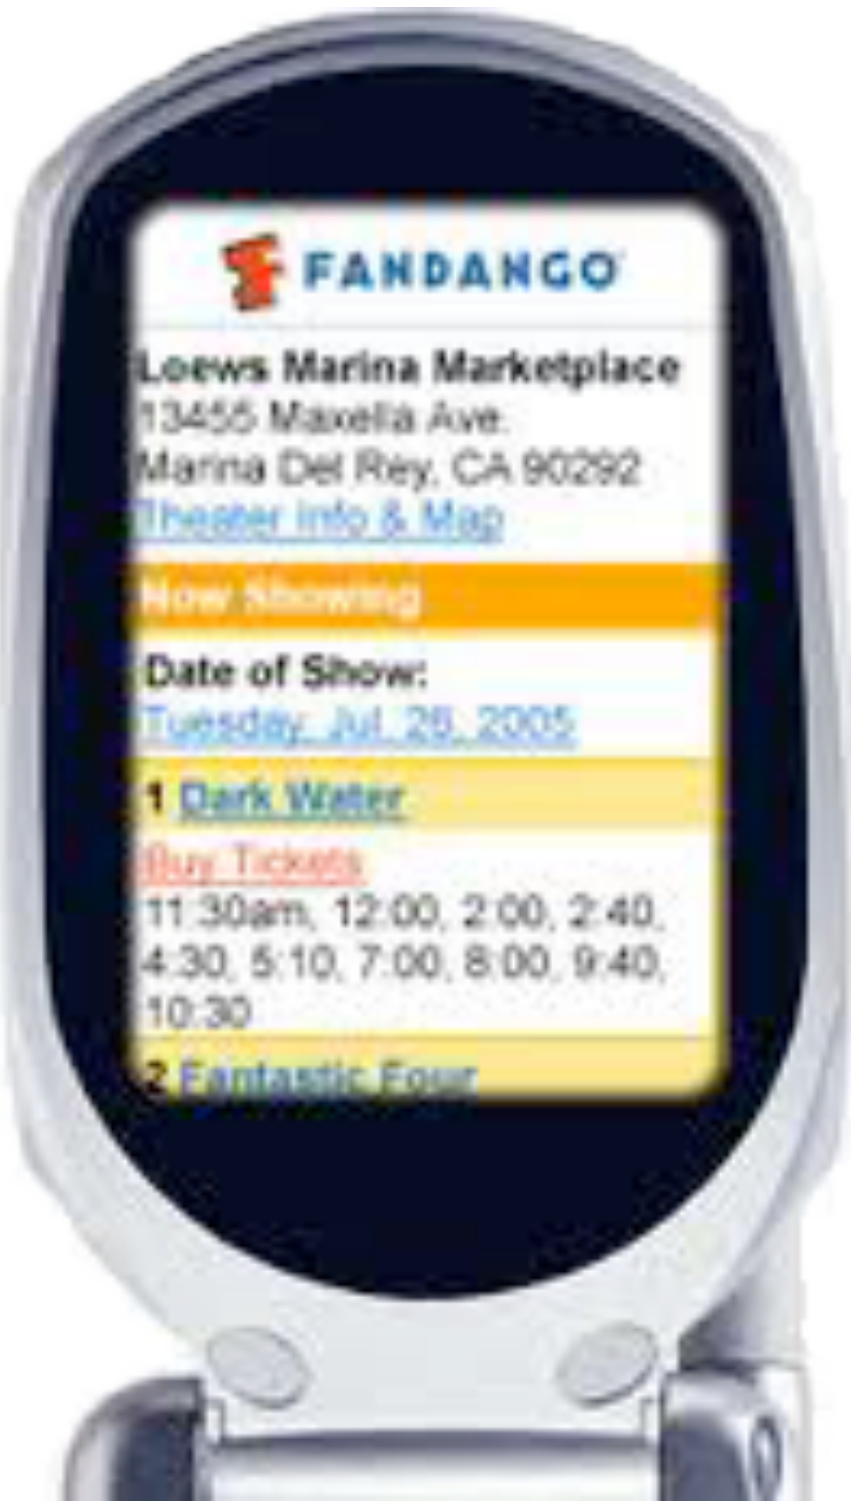 FANDANGO
Loews Marina Marketplace
13455 Maxella Ave.
Marina Del Rey, CA 90292
Theater Info & Map
Now Showing
Date of Show:
Tuesday, Jul. 26, 2005
1 Dark Water
Buy Tickets
11:30am, 12:00, 2:00, 2:40,
4:30, 5:10, 7:00, 8:00, 9:40,
10:30
2 Fantastic Four